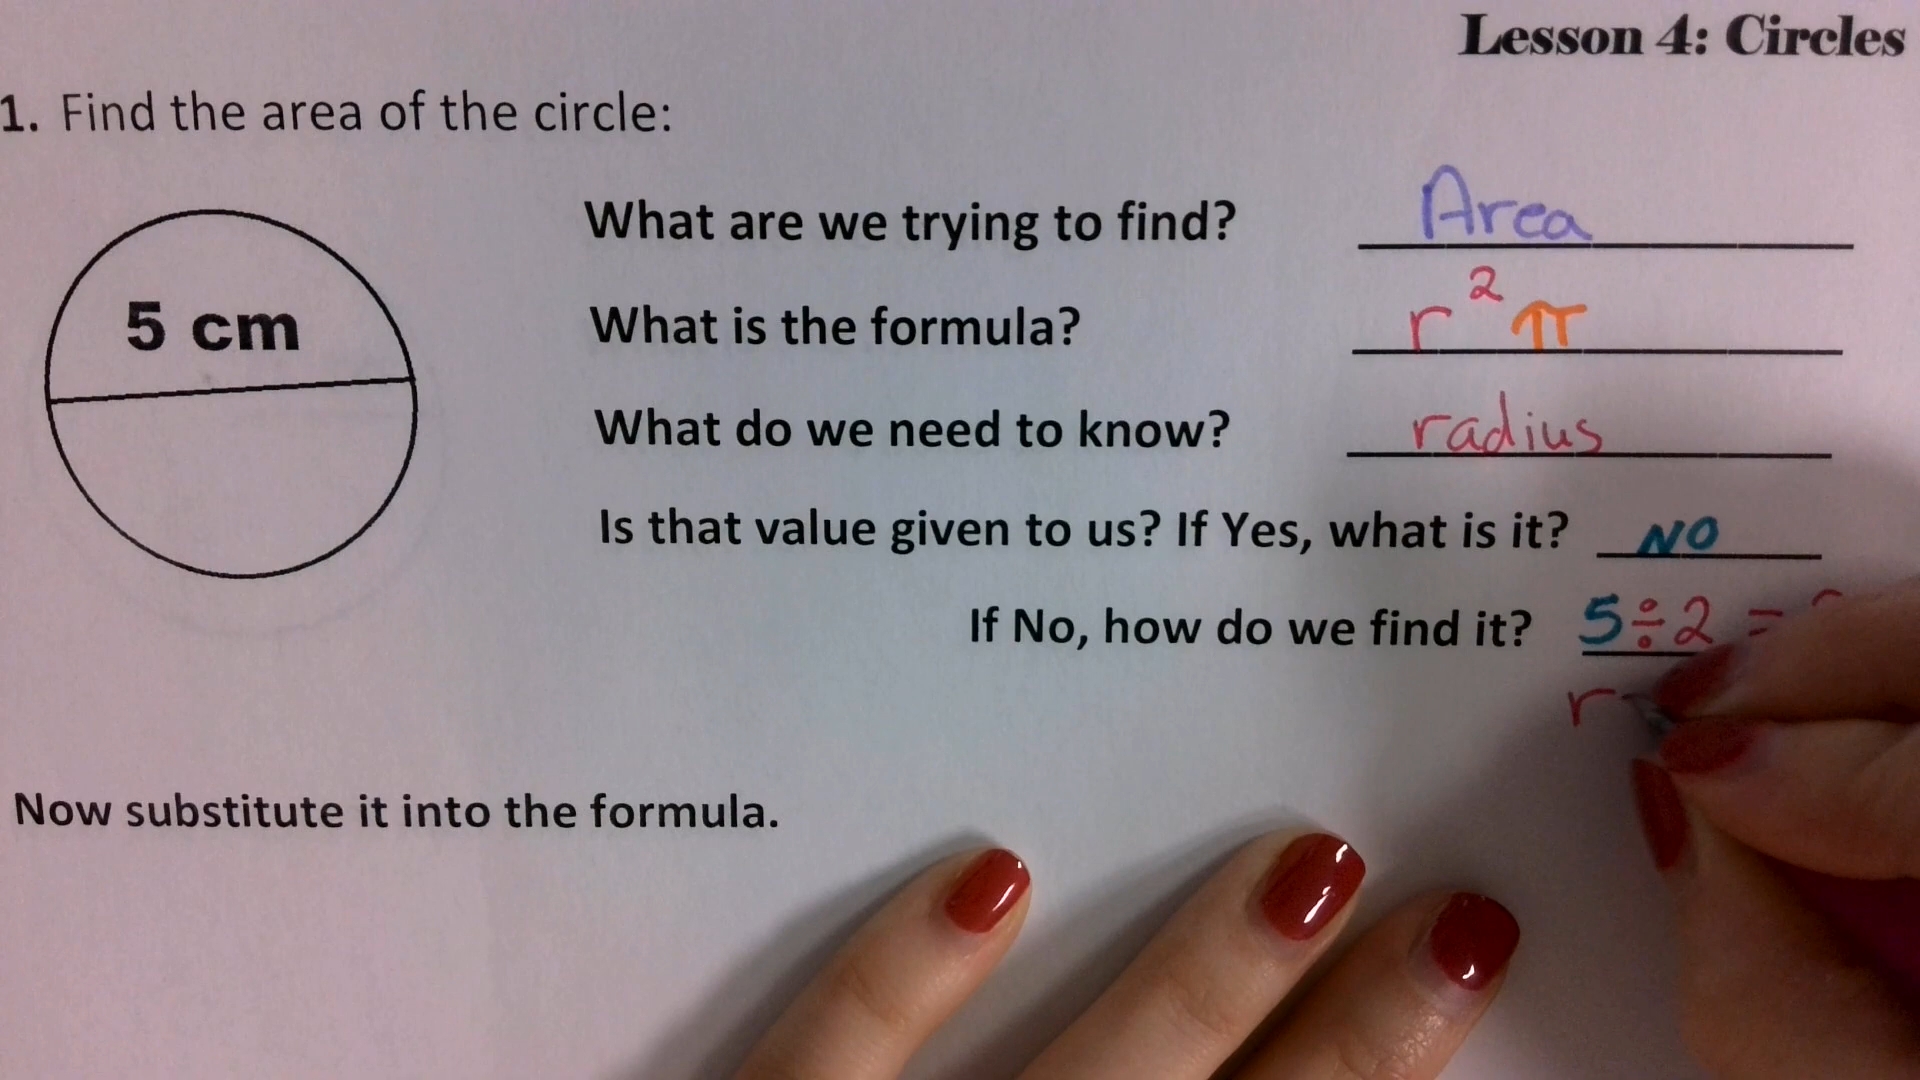 Lesson 4: Circles
1. Find the area of the circle:
5 cm
What are we trying to find? Area
What is the formula? r²π
What do we need to know? radius
Is that value given to us? If Yes, what is it? NO
If No, how do we find it? 5÷2 =
r
Now substitute it into the formula.